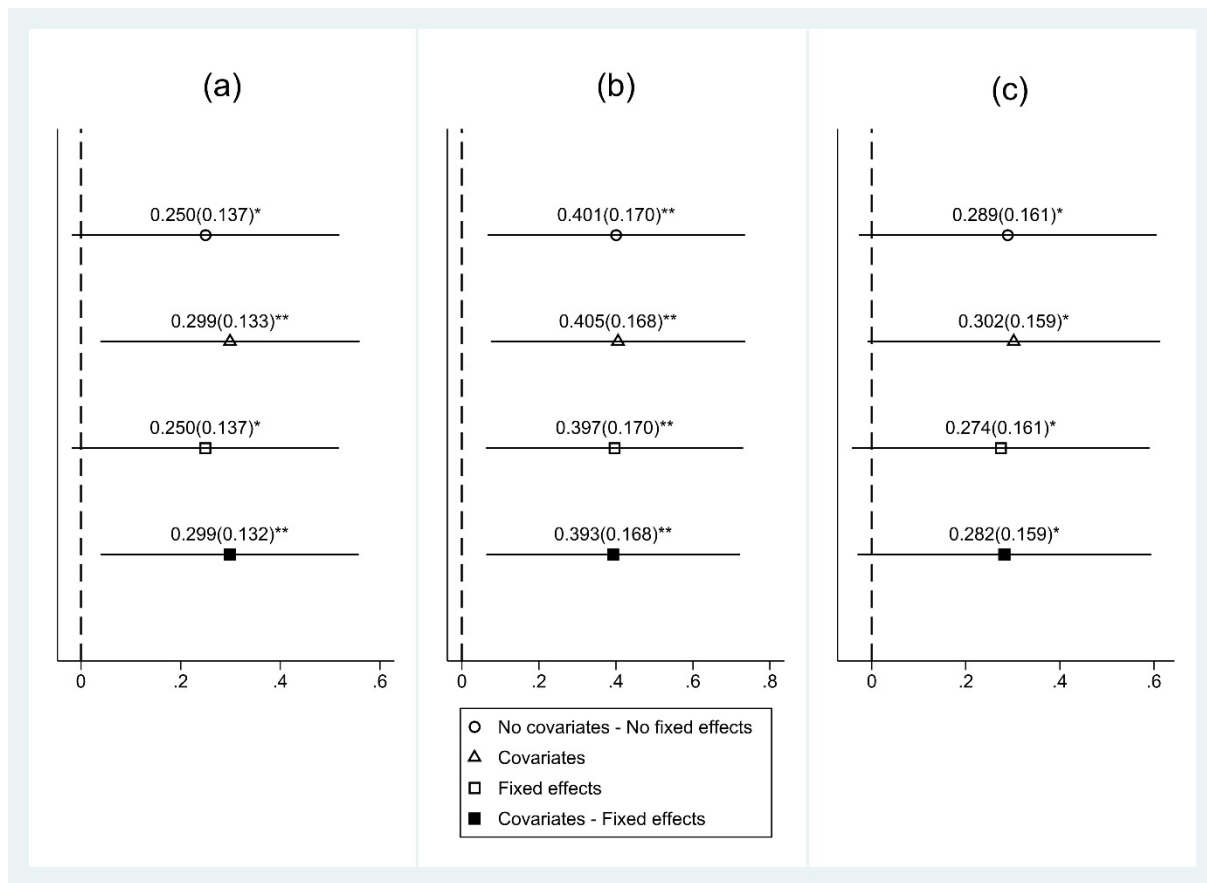 (a)
0.250(0.137)*
0.299(0.133)**
0.250(0.137)*
0.299(0.132)**
0 .2 .4 .6
(b)
0.401(0.170)**
0.405(0.168)**
0.397(0.170)**
0.393(0.168)**
0 .2 .4 .6 .8
(c)
0.289(0.161)*
0.302(0.159)*
0.274(0.161)*
0.282(0.159)*
0 .2 .4 .6
No covariates - No fixed effects
Covariates
Fixed effects
Covariates - Fixed effects